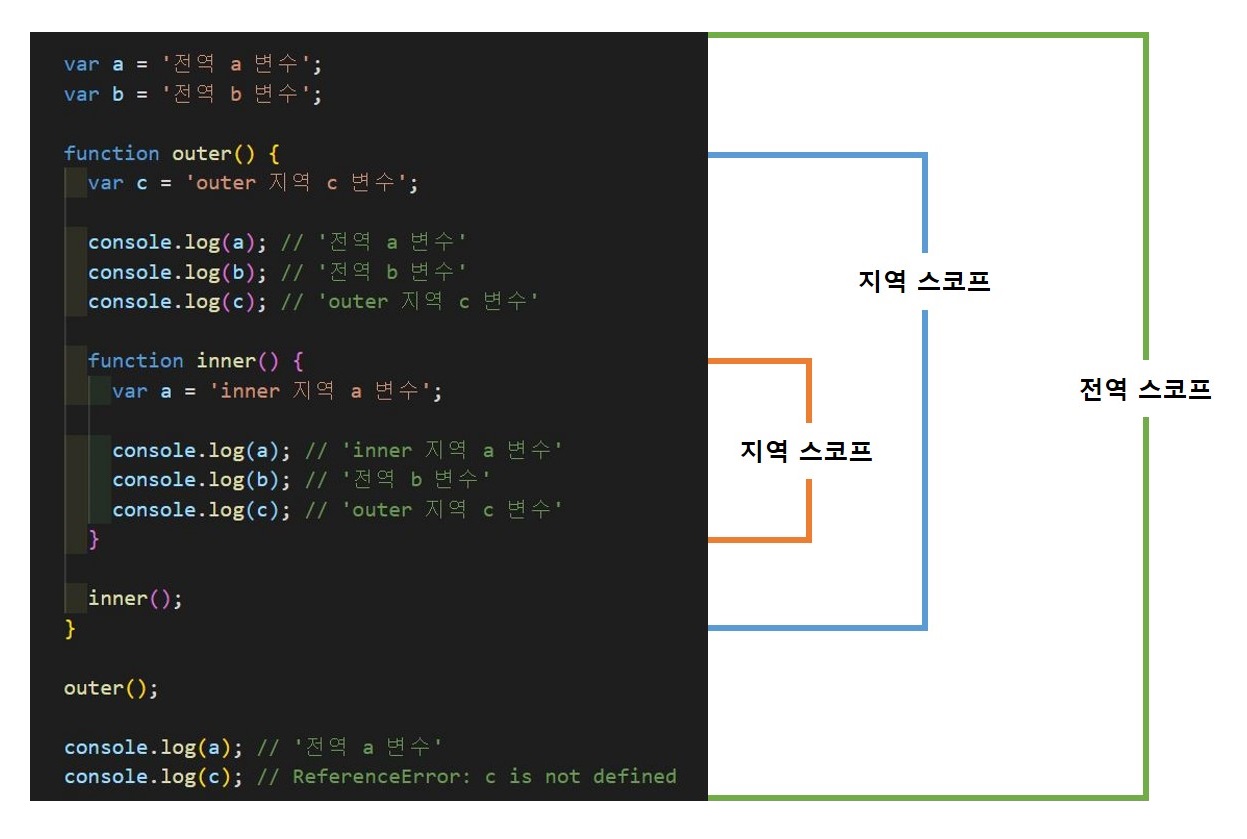 var a = '전역 a 변수';
var b = '전역 b 변수';
function outer() {
var c = 'outer 지역 c 변수';
console.log(a); // '전역 a 변수'
console.log(b); // '전역 b 변수'
console.log(c); // 'outer 지역 c 변수'
function inner() {
var a = 'inner 지역 a 변수';
console.log(a); // 'inner 지역 a 변수'
console.log(b); // '전역 b 변수'
console.log(c); // 'outer 지역 c 변수'
}
inner();
}
outer();
console.log(a); // '전역 a 변수'
console.log(c); // ReferenceError: c is not defined
지역 스코프
지역 스코프
전역 스코프